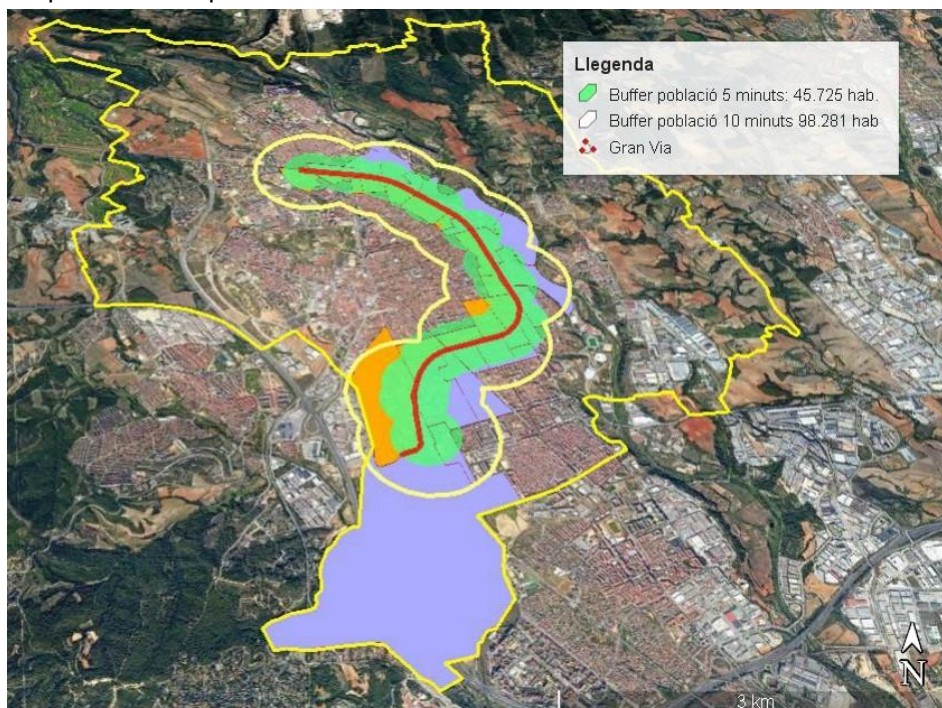 Llegenda
Buffer població 5 minuts: 45.725 hab.
Buffer població 10 minuts 98.281 hab
Gran Via
N
3 km